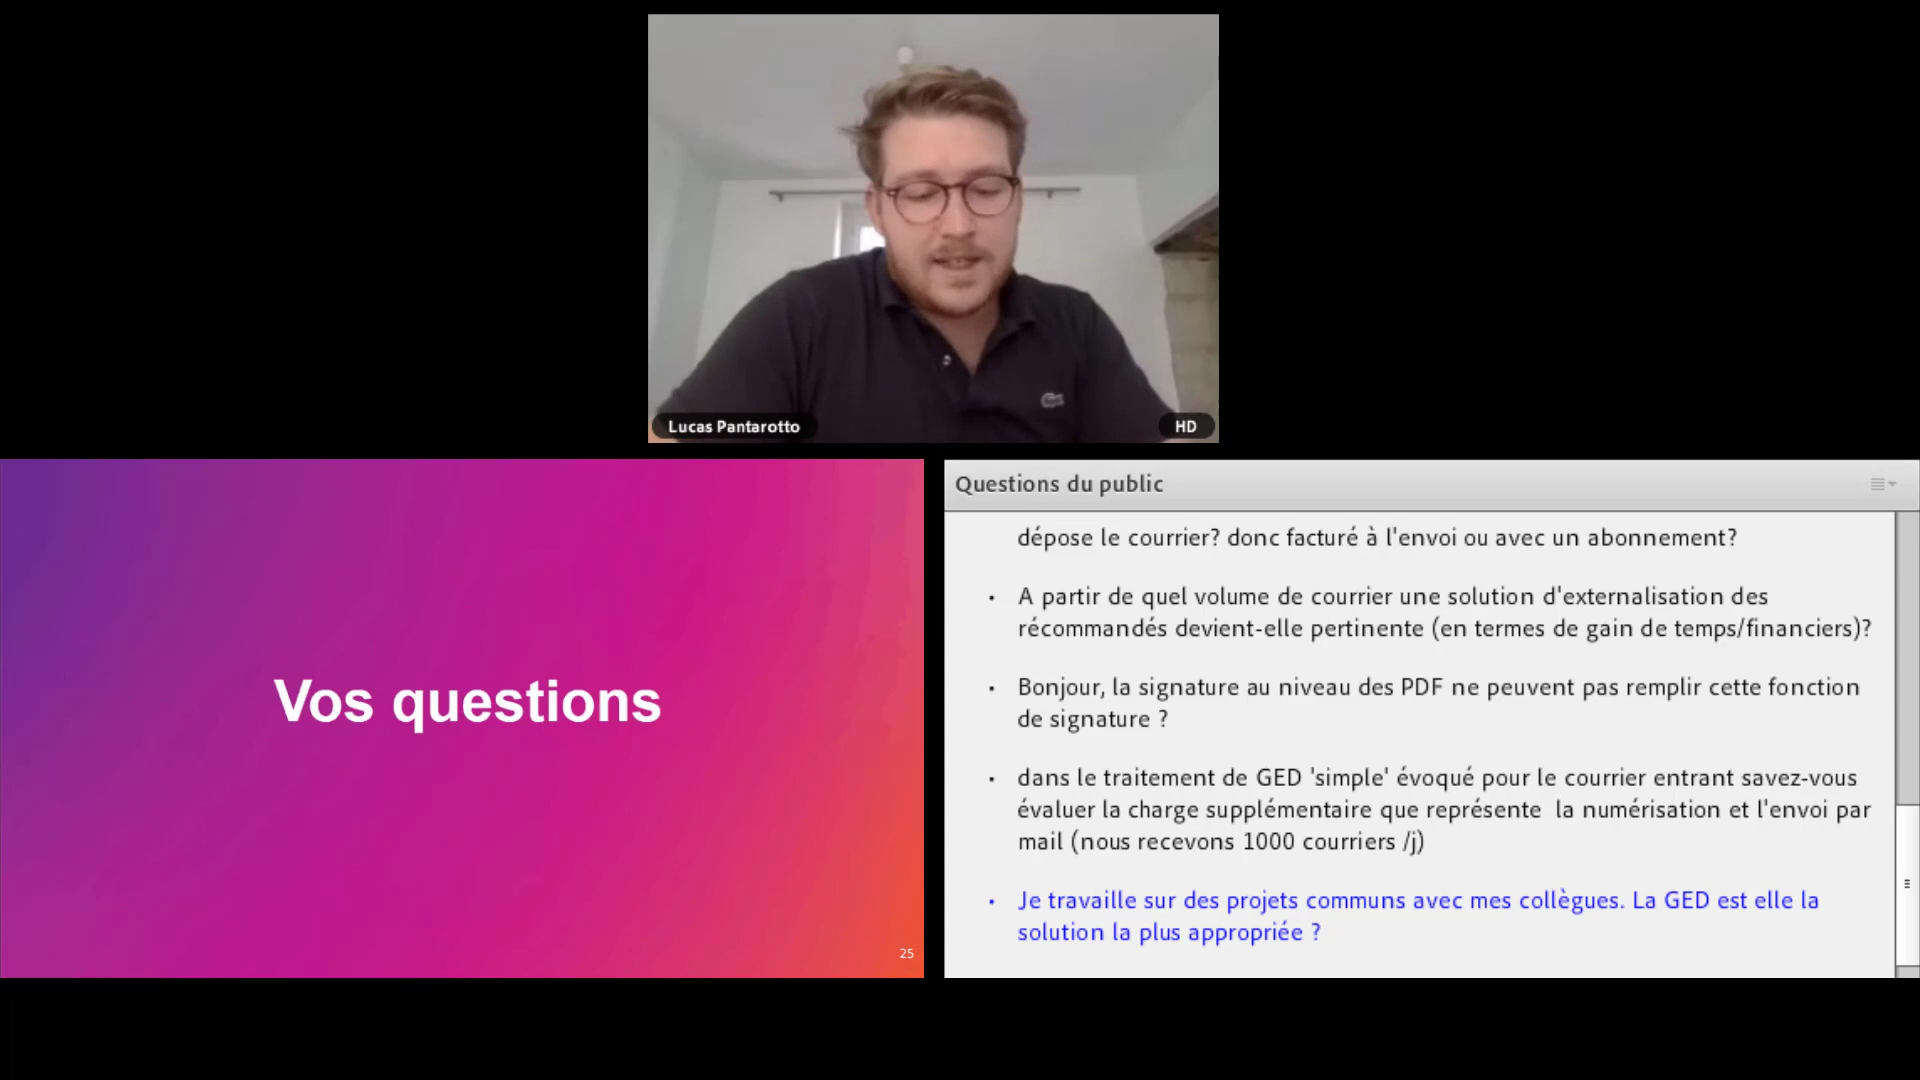 Lucas Pantarotto
HD
Vos questions
25
Questions du public
dépose le courrier? donc facturé à l'envoi ou avec un abonnement?
• A partir de quel volume de courrier une solution d'externalisation des
récommandés devient-elle pertinente (en termes de gain de temps/financiers)?
• Bonjour, la signature au niveau des PDF ne peuvent pas remplir cette fonction
de signature ?
• dans le traitement de GED 'simple' évoqué pour le courrier entrant savez-vous
évaluer la charge supplémentaire que représente  la numérisation et l'envoi par
mail (nous recevons 1000 courriers /j)
• Je travaille sur des projets communs avec mes collègues. La GED est elle la
solution la plus appropriée ?